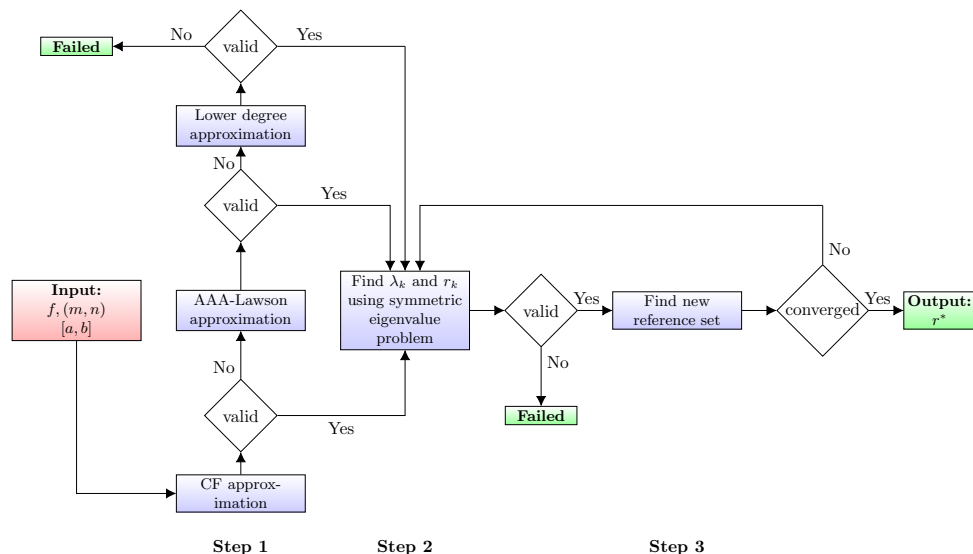 No
Yes
Failed
valid
Lower degree
approximation
No
Yes
valid
No
Input:
f, (m, n)
[a, b]
AAA-Lawson
approximation
Find λₖ and rₖ
using symmetric
eigenvalue
problem
valid
Yes
Find new
reference set
converged
Yes
Output:
r*
No
No
Failed
valid
Yes
CF approx-
imation
Step 1
Step 2
Step 3